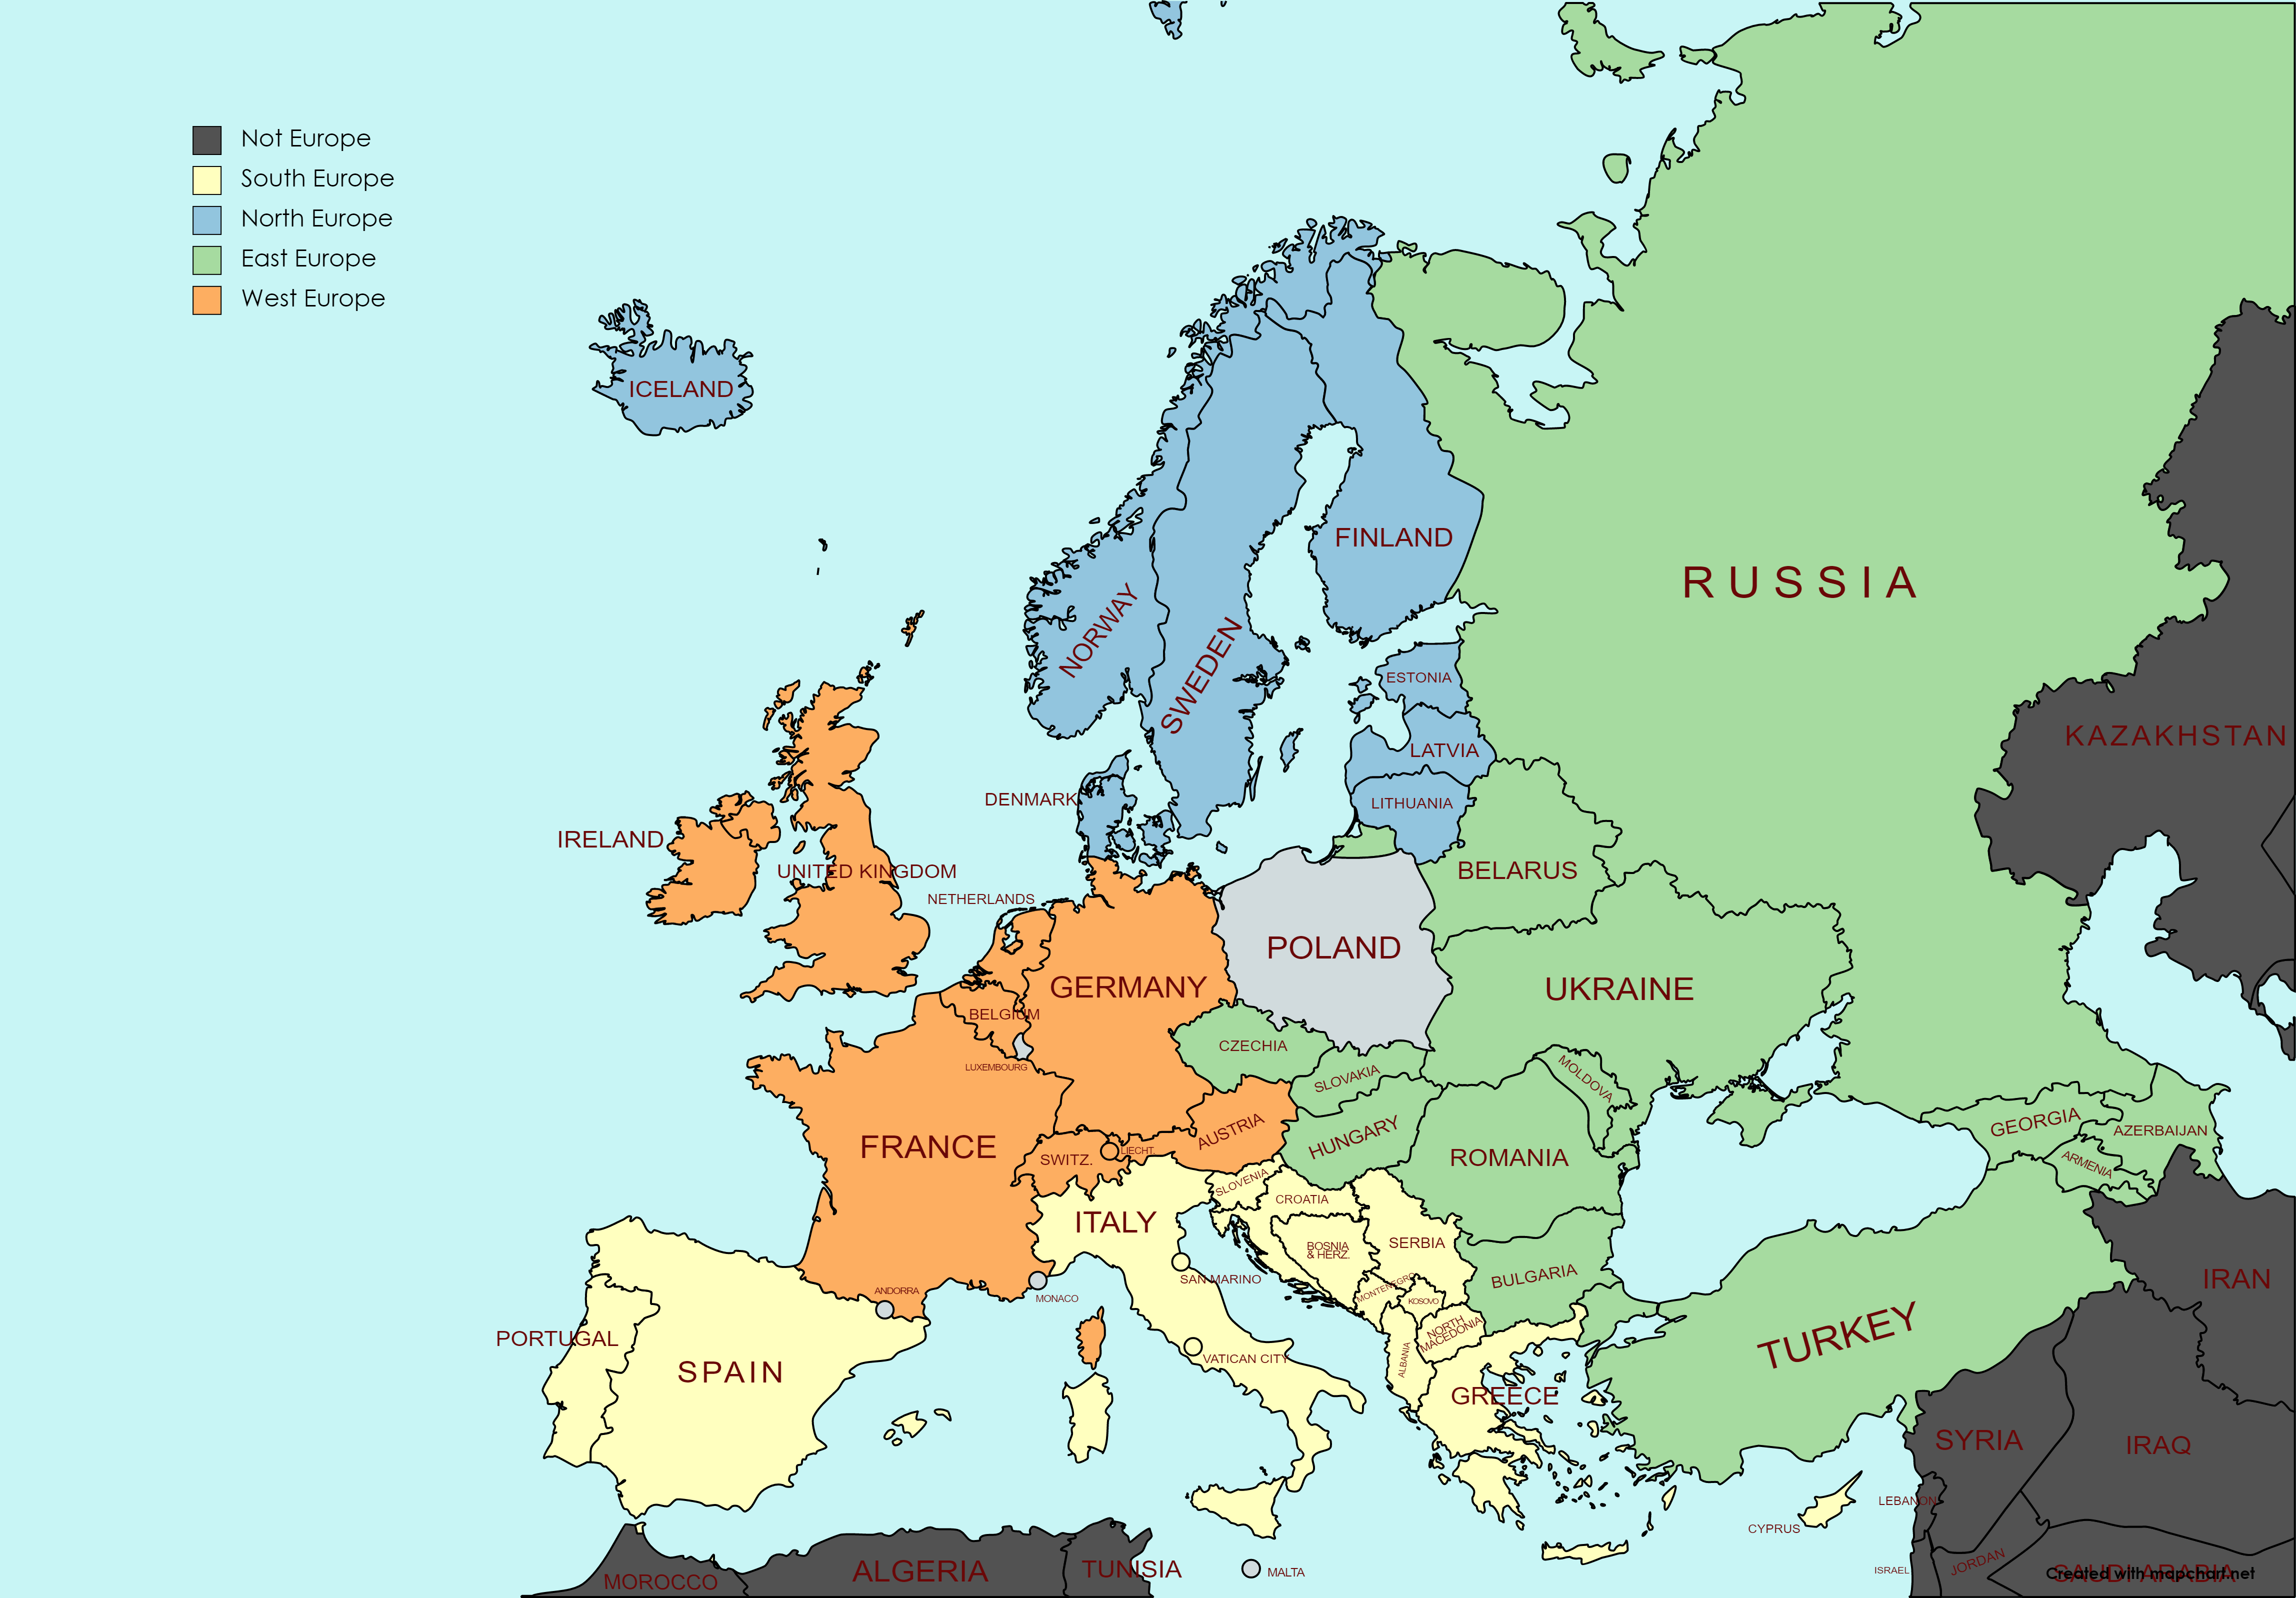 Not Europe
South Europe
North Europe
East Europe
West Europe
ICELAND
FINLAND
RUSSIA
NORWAY
SWEDEN
ESTONIA
KAZAKHSTAN
LATVIA
DENMARK
LITHUANIA
IRELAND
UNITED KINGDOM
BELARUS
NETHERLANDS
POLAND
GERMANY
UKRAINE
BELGIUM
CZECHIA
LUXEMBOURG
SLOVAKIA
MOLDOVA
FRANCE
AUSTRIA
HUNGARY
GEORGIA
AZERBAIJAN
SWITZ.
LIECHT.
ROMANIA
ARMENIA
SLOVENIA
CROATIA
ITALY
BOSNIA
& HERZ.
SERBIA
SAN MARINO
BULGARIA
IRAN
ANDORRA
MONACO
MONTENEGRO
KOSOVO
PORTUGAL
NORTH
MACEDONIA
TURKEY
VATICAN CITY
ALBANIA
SPAIN
GREECE
SYRIA
IRAQ
LEBANON
CYPRUS
MOROCCO
ALGERIA
TUNISIA
MALTA
ISRAEL
JORDAN
SAUDI ARABIA
Created with mapchart.net